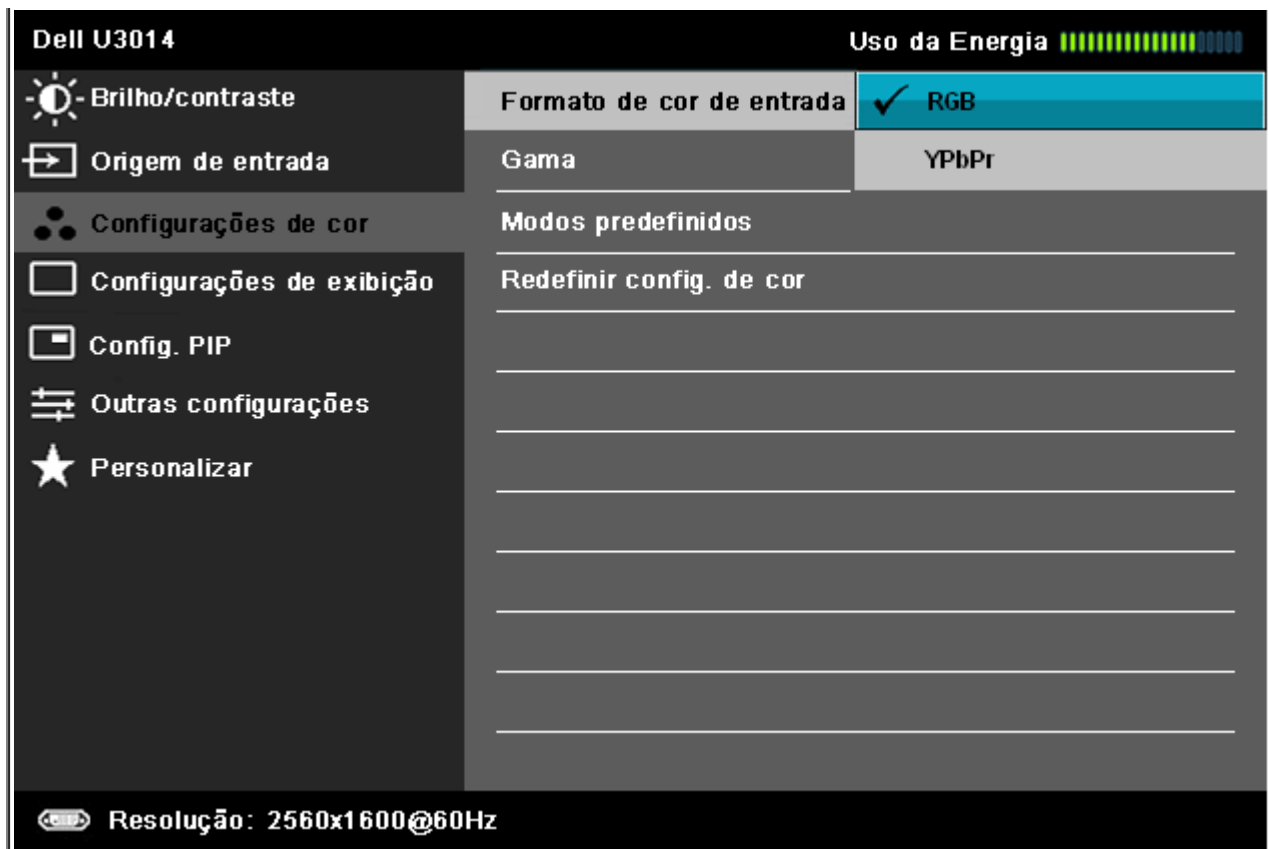 Dell U3014 Uso da Energia
Brilho/contraste
Formato de cor de entrada
RGB
Origem de entrada
Gama
YPbPr
Configurações de cor
Modos predefinidos
Configurações de exibição
Redefinir config. de cor
Config. PIP
Outras configurações
Personalizar
Resolução: 2560x1600@60Hz